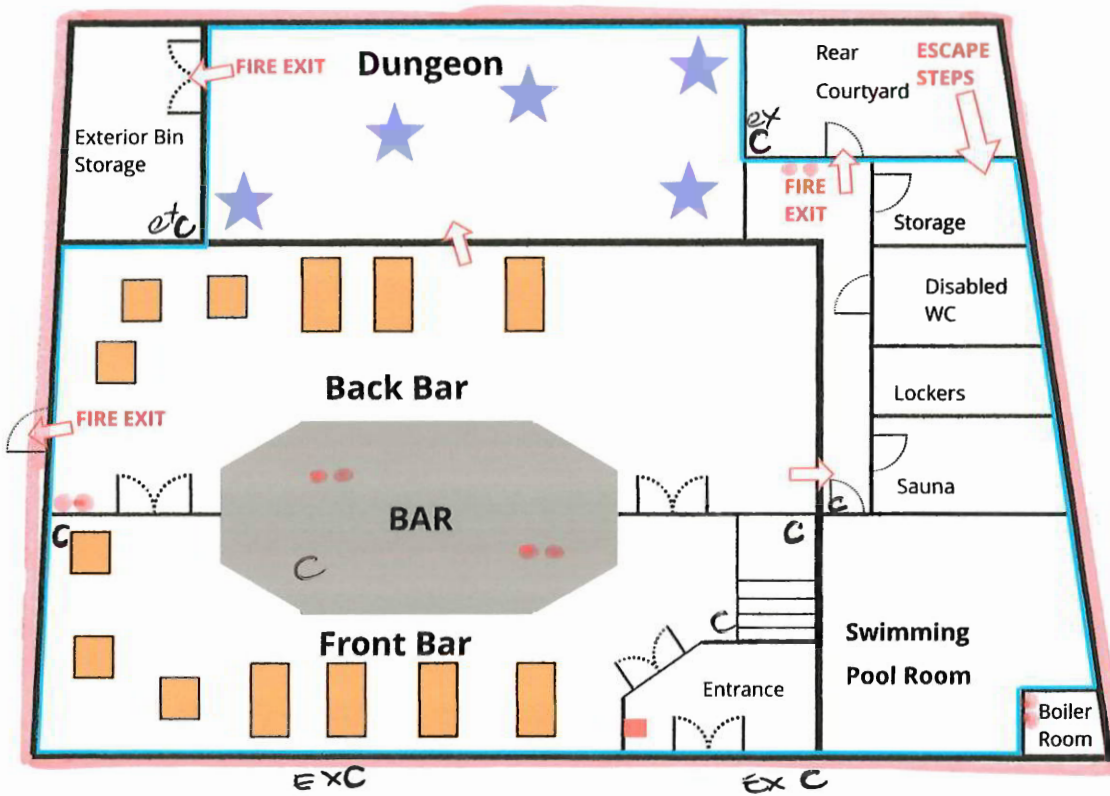 Dungeon
FIRE EXIT
Rear
Courtyard
ESCAPE
STEPS
Exterior Bin
Storage
ex
C
FIRE
EXIT
etc
Storage
Disabled
WC
Back Bar
Lockers
FIRE EXIT
Sauna
BAR
C
C
C
C
C
Front Bar
Swimming
Pool Room
Entrance
Boiler
Room
EXC
EX C